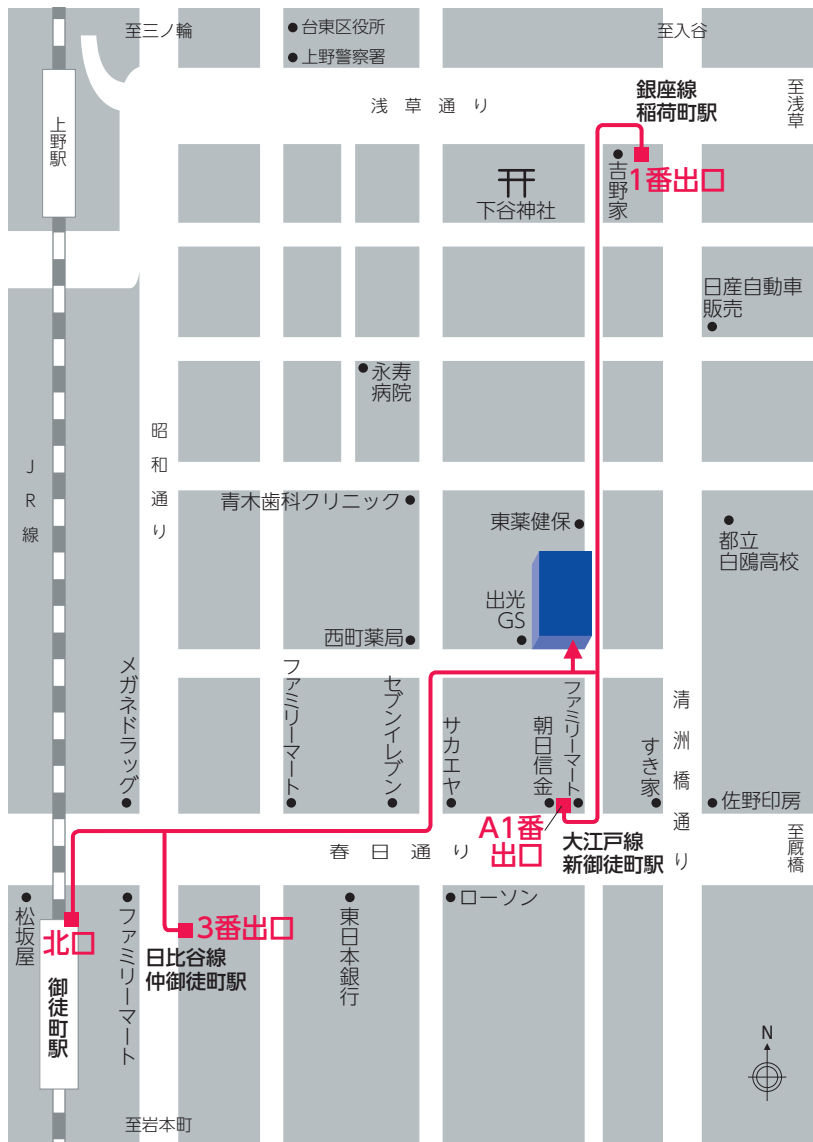 至三ノ輪
台東区役所
上野警察署
至入谷
浅草通り
銀座線
稲荷町駅
至浅草
上野駅
吉野家
1番出口
下谷神社
日産自動車
販売
永寿
病院
昭和通り
JR線
青木歯科クリニック
東薬健保
都立
白鴎高校
出光
GS
西町薬局
メガネドラッグ
ファミリーマート
セブンイレブン
サカエヤ
朝日信金
ファミリーマート
すき家
清洲橋通り
佐野印房
A1番
出口
大江戸線
新御徒町駅
春日通り
至厩橋
松坂屋
北口
御徒町駅
ファミリーマート
3番出口
日比谷線
仲御徒町駅
東日本銀行
ローソン
N
至岩本町